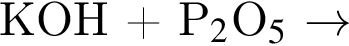 KOH + P₂O₅ →